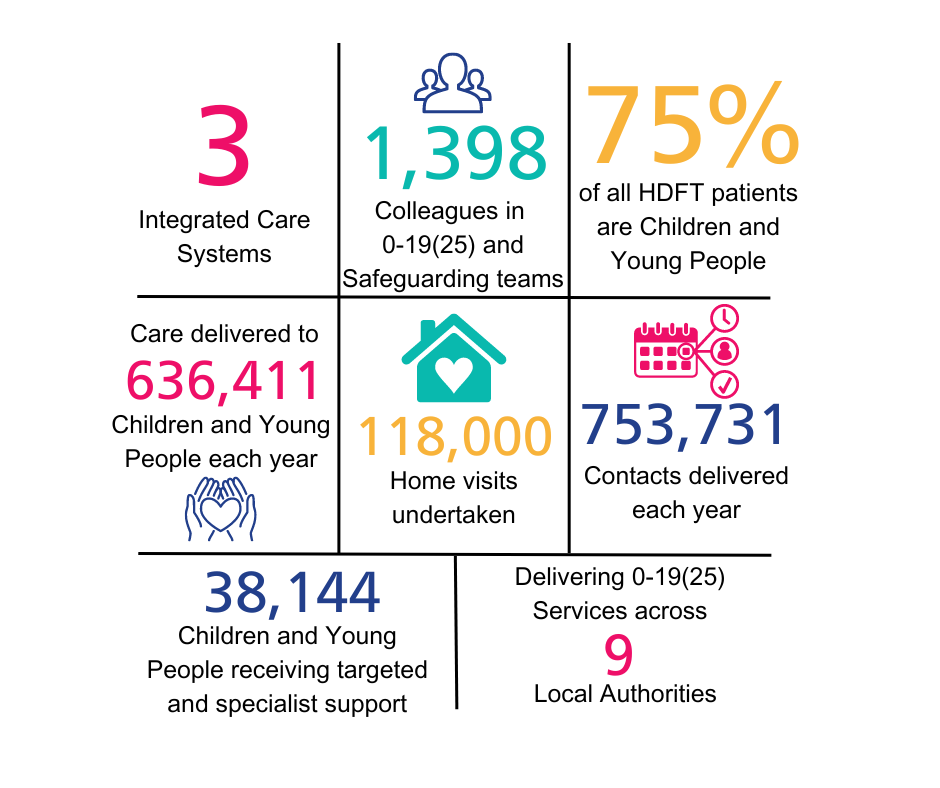 3
Integrated Care
Systems
1,398
Colleagues in
0-19(25) and
Safeguarding teams
75%
of all HDFT patients
are Children and
Young People
Care delivered to
636,411
Children and Young
People each year
118,000
Home visits
undertaken
753,731
Contacts delivered
each year
38,144
Children and Young
People receiving targeted
and specialist support
Delivering 0-19(25)
Services across
9
Local Authorities